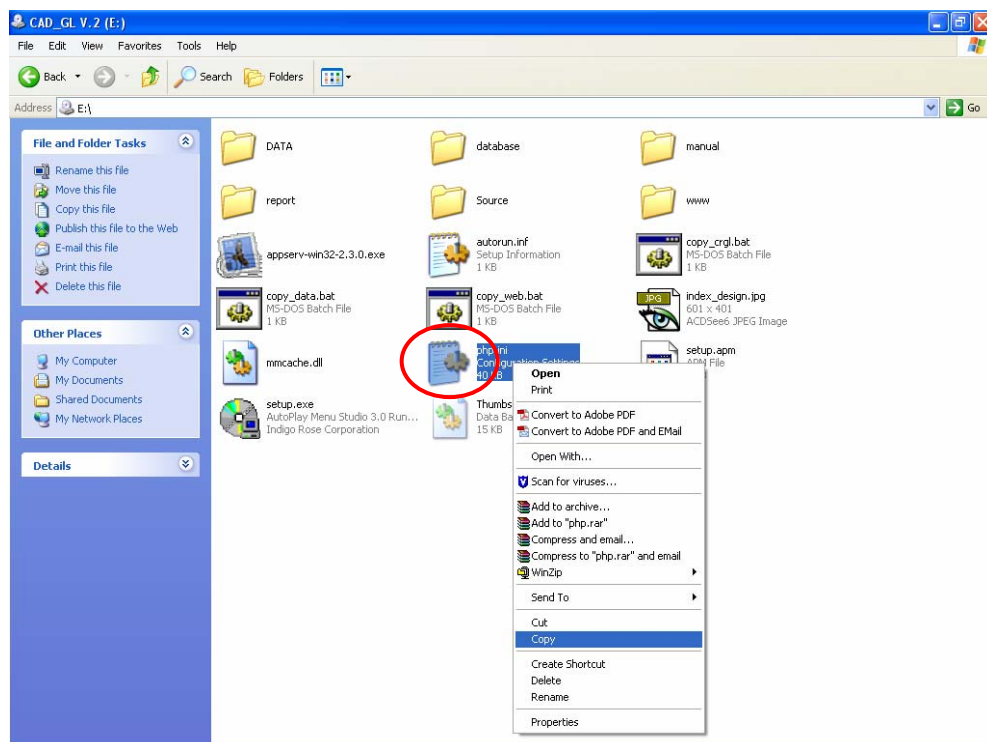 CAD_GL V.2 (E:)
File Edit View Favorites Tools Help
Back Search Folders
Address E:\ Go
File and Folder Tasks
Rename this file
Move this file
Copy this file
Publish this file to the Web
E-mail this file
Print this file
Delete this file
Other Places
My Computer
My Documents
Shared Documents
My Network Places
Details
DATA
database
manual
report
Source
www
appserv-win32-2.3.0.exe
autorun.inf
Setup Information
1 KB
copy_crgl.bat
MS-DOS Batch File
1 KB
copy_data.bat
MS-DOS Batch File
1 KB
copy_web.bat
MS-DOS Batch File
1 KB
JPG
index_design.jpg
601 x 401
ACDSee6 JPEG Image
mmcache.dll
php.ini
Configuration Settings
40 KB
setup.apm
APM File
setup.exe
AutoPlay Menu Studio 3.0 Run...
Indigo Rose Corporation
Thumbs
Data Ba
15 KB
Open
Print
Convert to Adobe PDF
Convert to Adobe PDF and EMail
Open With...
Scan for viruses...
Add to archive...
Add to "php.rar"
Compress and email...
Compress to "php.rar" and email
WinZip
Send To
Cut
Copy
Create Shortcut
Delete
Rename
Properties